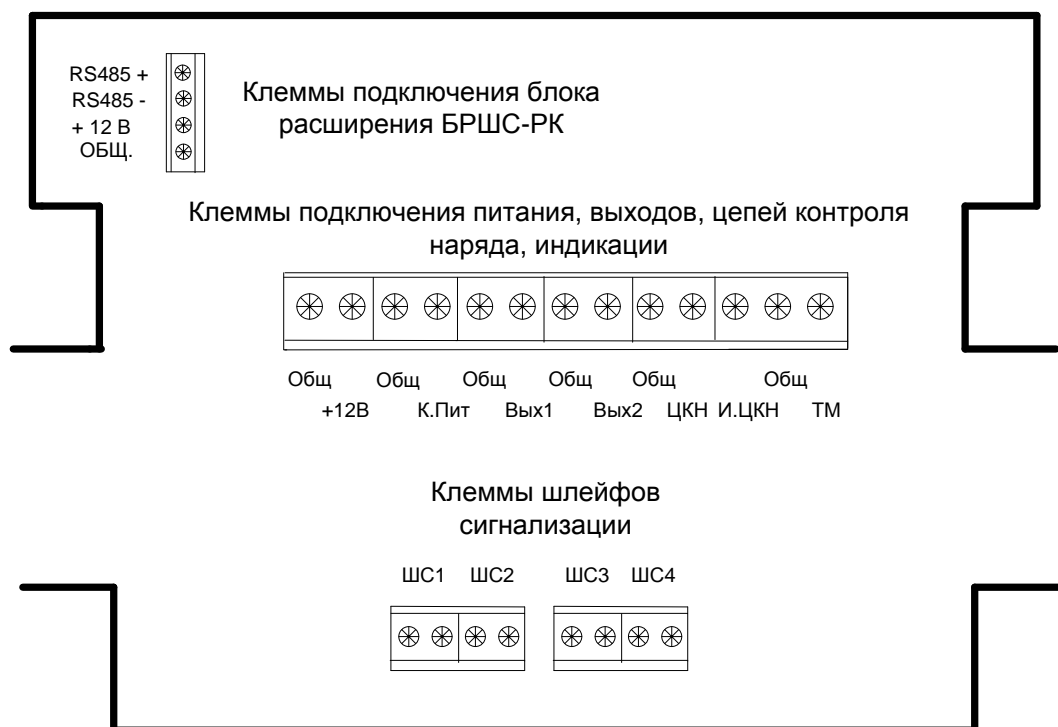 RS485 +
RS485 -
+ 12 В
ОБЩ.
Клеммы подключения блока
расширения БРШС-РК
Клеммы подключения питания, выходов, цепей контроля
наряда, индикации
Общ Общ Общ Общ Общ Общ
+12В К.Пит Вых1 Вых2 ЦКН И.ЦКН ТМ
Клеммы шлейфов
сигнализации
ШС1 ШС2 ШС3 ШС4